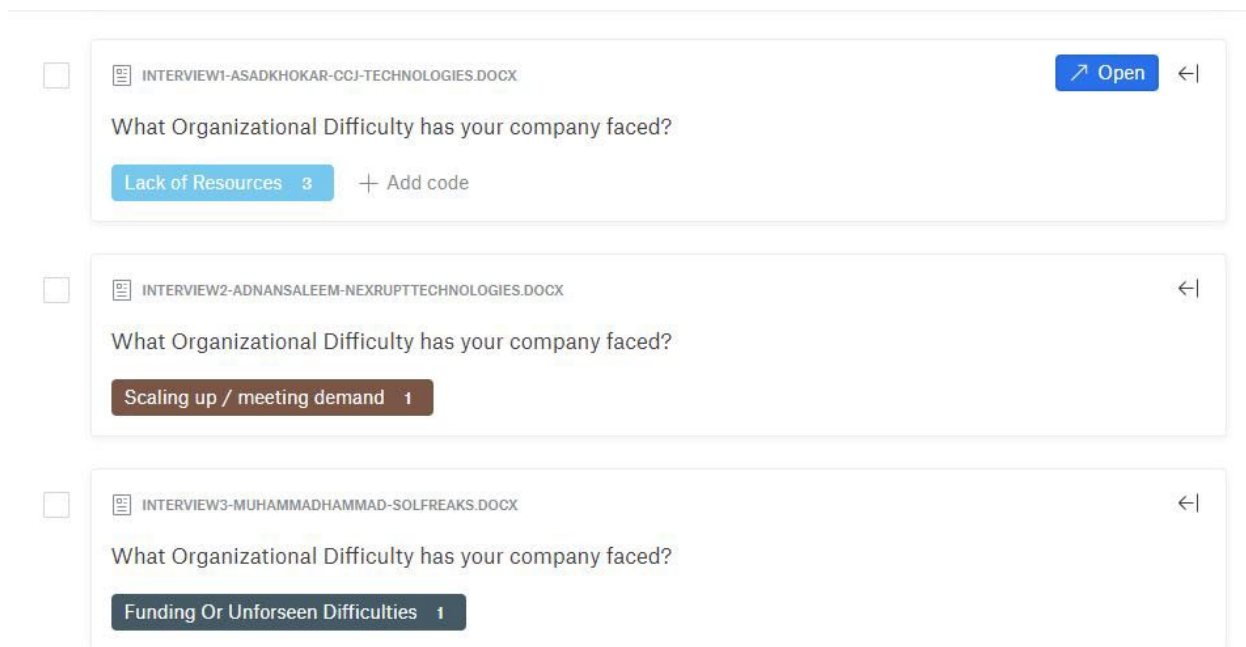 INTERVIEW1-ASADKHOKAR-CCJ-TECHNOLOGIES.DOCX
Open
What Organizational Difficulty has your company faced?
Lack of Resources 3
Add code
INTERVIEW2-ADNANSALEEM-NEXRUPTTECHNOLOGIES.DOCX
What Organizational Difficulty has your company faced?
Scaling up / meeting demand 1
INTERVIEW3-MUHAMMADHAMMAD-SOLFREAKS.DOCX
What Organizational Difficulty has your company faced?
Funding Or Unforseen Difficulties 1